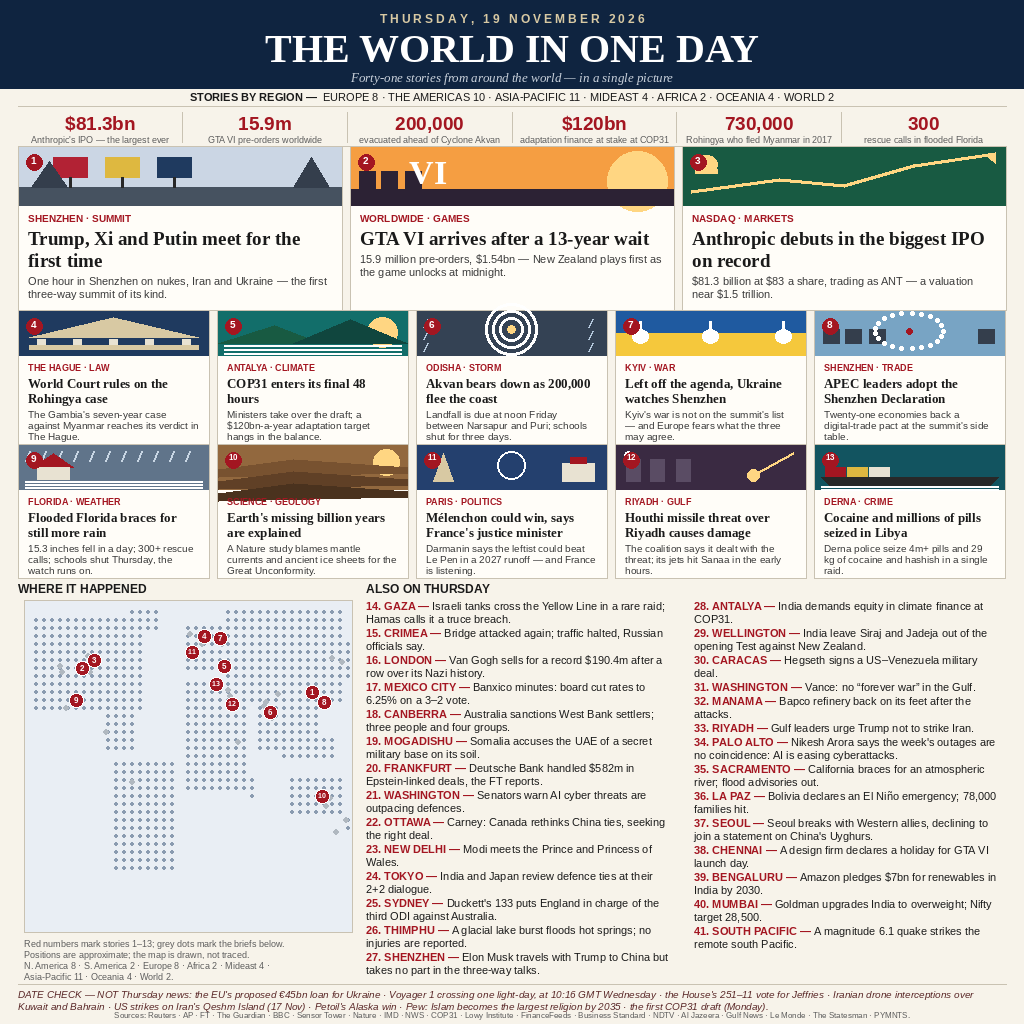 THURSDAY, 19 NOVEMBER 2026
THE WORLD IN ONE DAY
Forty-one stories from around the world — in a single picture
STORIES BY REGION — EUROPE 8 · THE AMERICAS 10 · ASIA-PACIFIC 11 · MIDEAST 4 · AFRICA 2 · OCEANIA 4 · WORLD 2
$81.3bn
Anthropic's IPO — the largest ever
15.9m
GTA VI pre-orders worldwide
200,000
evacuated ahead of Cyclone Akvan
$120bn
adaptation finance at stake at COP31
730,000
Rohingya who fled Myanmar in 2017
300
rescue calls in flooded Florida
1
SHENZHEN · SUMMIT
Trump, Xi and Putin meet for the
first time
One hour in Shenzhen on nukes, Iran and Ukraine — the first
three-way summit of its kind.
2
VI
WORLDWIDE · GAMES
GTA VI arrives after a 13-year wait
15.9 million pre-orders, $1.54bn — New Zealand plays first as
the game unlocks at midnight.
3
NASDAQ · MARKETS
Anthropic debuts in the biggest IPO
on record
$81.3 billion at $83 a share, trading as ANT — a valuation
near $1.5 trillion.
4
THE HAGUE · LAW
World Court rules on the
Rohingya case
The Gambia's seven-year case
against Myanmar reaches its verdict in
The Hague.
5
ANTALYA · CLIMATE
COP31 enters its final 48
hours
Ministers take over the draft; a
$120bn-a-year adaptation target
hangs in the balance.
6
ODISHA · STORM
Akvan bears down as 200,000
flee the coast
Landfall is due at noon Friday
between Narsapur and Puri; schools
shut for three days.
7
KYIV · WAR
Left off the agenda, Ukraine
watches Shenzhen
Kyiv's war is not on the summit's list
— and Europe fears what the three
may agree.
8
SHENZHEN · TRADE
APEC leaders adopt the
Shenzhen Declaration
Twenty-one economies back a
digital-trade pact at the summit's side
table.
9
FLORIDA · WEATHER
Flooded Florida braces for
still more rain
15.3 inches fell in a day; 300+ rescue
calls; schools shut Thursday, the
watch runs on.
10
SCIENCE · GEOLOGY
Earth's missing billion years
are explained
A Nature study blames mantle
currents and ancient ice sheets for the
Great Unconformity.
11
PARIS · POLITICS
Mélenchon could win, says
France's justice minister
Darmanin says the leftist could beat
Le Pen in a 2027 runoff — and France
is listening.
12
RIYADH · GULF
Houthi missile threat over
Riyadh causes damage
The coalition says it dealt with the
threat; its jets hit Sanaa in the early
hours.
13
DERNA · CRIME
Cocaine and millions of pills
seized in Libya
Derna police seize 4m+ pills and 29
kg of cocaine and hashish in a single
raid.
WHERE IT HAPPENED
4
7
11
3
2
5
13
9
12
6
1
8
10
Red numbers mark stories 1–13; grey dots mark the briefs below.
Positions are approximate; the map is drawn, not traced.
N. America 8 · S. America 2 · Europe 8 · Africa 2 · Mideast 4 ·
Asia-Pacific 11 · Oceania 4 · World 2.
ALSO ON THURSDAY
14. GAZA — Israeli tanks cross the Yellow Line in a rare raid;
Hamas calls it a truce breach.
15. CRIMEA — Bridge attacked again; traffic halted, Russian
officials say.
16. LONDON — Van Gogh sells for a record $190.4m after a
row over its Nazi history.
17. MEXICO CITY — Banxico minutes: board cut rates to
6.25% on a 3–2 vote.
18. CANBERRA — Australia sanctions West Bank settlers;
three people and four groups.
19. MOGADISHU — Somalia accuses the UAE of a secret
military base on its soil.
20. FRANKFURT — Deutsche Bank handled $582m in
Epstein-linked deals, the FT reports.
21. WASHINGTON — Senators warn AI cyber threats are
outpacing defences.
22. OTTAWA — Carney: Canada rethinks China ties, seeking
the right deal.
23. NEW DELHI — Modi meets the Prince and Princess of
Wales.
24. TOKYO — India and Japan review defence ties at their
2+2 dialogue.
25. SYDNEY — Duckett's 133 puts England in charge of the
third ODI against Australia.
26. THIMPHU — A glacial lake burst floods hot springs; no
injuries are reported.
27. SHENZHEN — Elon Musk travels with Trump to China but
takes no part in the three-way talks.
28. ANTALYA — India demands equity in climate finance at
COP31.
29. WELLINGTON — India leave Siraj and Jadeja out of the
opening Test against New Zealand.
30. CARACAS — Hegseth signs a US–Venezuela military
deal.
31. WASHINGTON — Vance: no “forever war” in the Gulf.
32. MANAMA — Bapco refinery back on its feet after the
attacks.
33. RIYADH — Gulf leaders urge Trump not to strike Iran.
34. PALO ALTO — Nikesh Arora says the week's outages are
no coincidence: AI is easing cyberattacks.
35. SACRAMENTO — California braces for an atmospheric
river; flood advisories out.
36. LA PAZ — Bolivia declares an El Niño emergency; 78,000
families hit.
37. SEOUL — Seoul breaks with Western allies, declining to
join a statement on China's Uyghurs.
38. CHENNAI — A design firm declares a holiday for GTA VI
launch day.
39. BENGALURU — Amazon pledges $7bn for renewables in
India by 2030.
40. MUMBAI — Goldman upgrades India to overweight; Nifty
target 28,500.
41. SOUTH PACIFIC — A magnitude 6.1 quake strikes the
remote south Pacific.
DATE CHECK — NOT Thursday news: the EU's proposed €45bn loan for Ukraine · Voyager 1 crossing one light-day, at 10:16 GMT Wednesday · the House's 251–11 vote for Jeffries · Iranian drone interceptions over
Kuwait and Bahrain · US strikes on Iran's Qeshm Island (17 Nov) · Petoil's Alaska win · Pew: Islam becomes the largest religion by 2035 · the first COP31 draft (Monday).
Sources: Reuters · AP · FT · The Guardian · BBC · Sensor Tower · Nature · IMD · NWS · COP31 · Lowy Institute · FinanceFeeds · Business Standard · NDTV · Al Jazeera · Gulf News · Le Monde · The Statesman · PYMNTS.